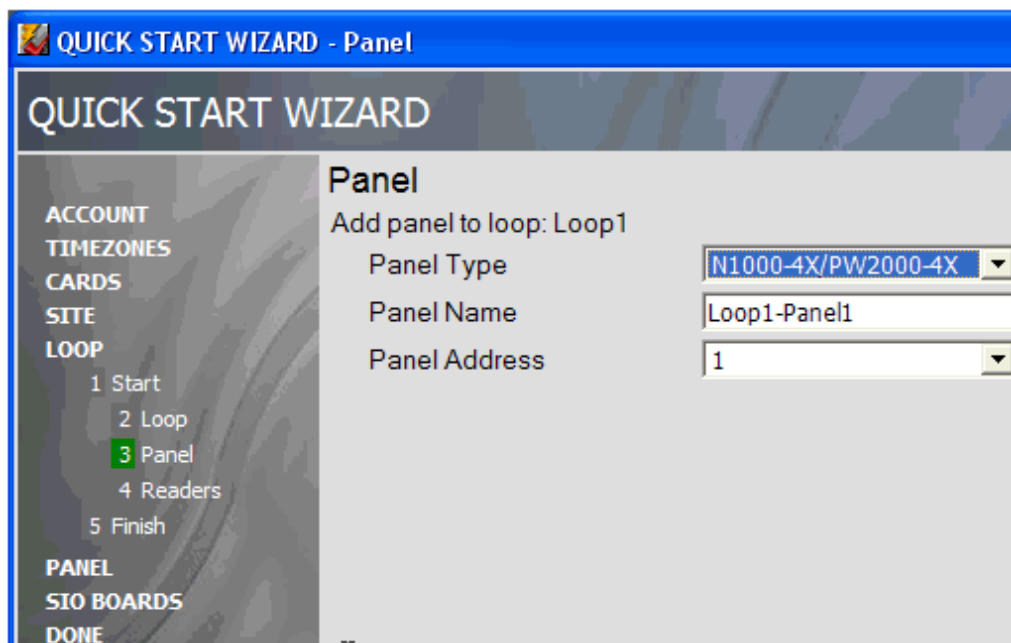 QUICK START WIZARD - Panel
QUICK START WIZARD
ACCOUNT
TIMEZONES
CARDS
SITE
LOOP
1 Start
2 Loop
3 Panel
4 Readers
5 Finish
PANEL
SIO BOARDS
DONE
Panel
Add panel to loop: Loop1
Panel Type N1000-4X/PW2000-4X
Panel Name Loop1-Panel1
Panel Address 1